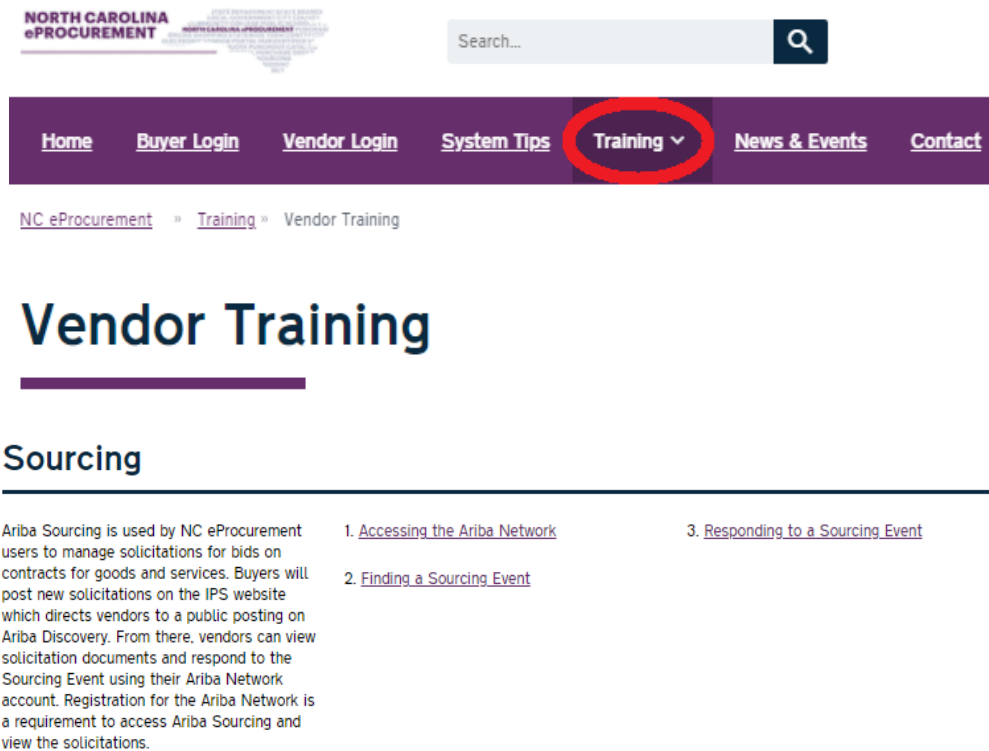 NORTH CAROLINA
ePROCUREMENT
NORTH CAROLINA ePROCUREMENT
Search...
Home Buyer Login Vendor Login System Tips Training News & Events Contact
NC eProcurement » Training » Vendor Training
Vendor Training
Sourcing
Ariba Sourcing is used by NC eProcurement
users to manage solicitations for bids on
contracts for goods and services. Buyers will
post new solicitations on the IPS website
which directs vendors to a public posting on
Ariba Discovery. From there, vendors can view
solicitation documents and respond to the
Sourcing Event using their Ariba Network
account. Registration for the Ariba Network is
a requirement to access Ariba Sourcing and
view the solicitations.
1. Accessing the Ariba Network
2. Finding a Sourcing Event
3. Responding to a Sourcing Event